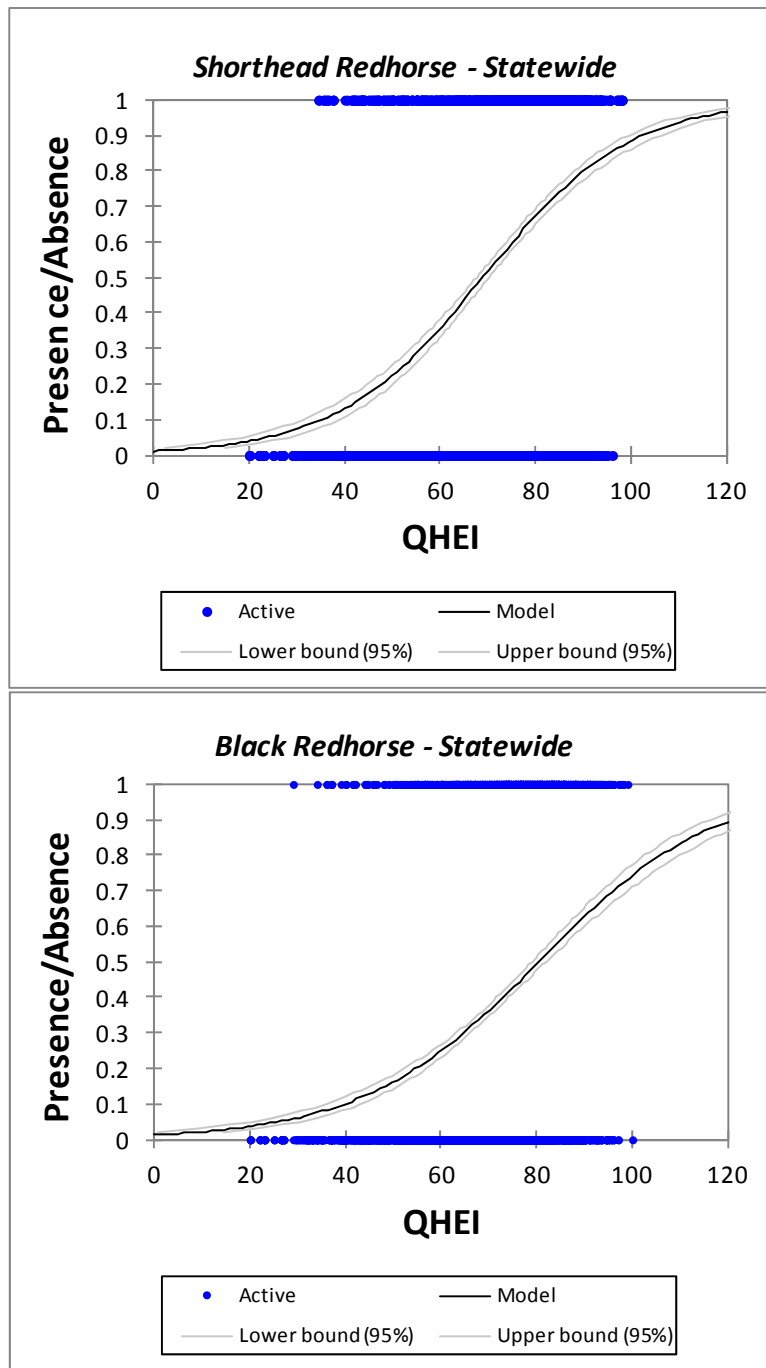 Shorthead Redhorse - Statewide
1
0.9
0.8
0.7
0.6
0.5
0.4
0.3
0.2
0.1
0
Presen ce/Absence
0 20 40 60 80 100 120
QHEI
Active Model
Lower bound (95%) Upper bound (95%)
Black Redhorse - Statewide
1
0.9
0.8
0.7
0.6
0.5
0.4
0.3
0.2
0.1
0
Presence/Absence
0 20 40 60 80 100 120
QHEI
Active Model
Lower bound (95%) Upper bound (95%)